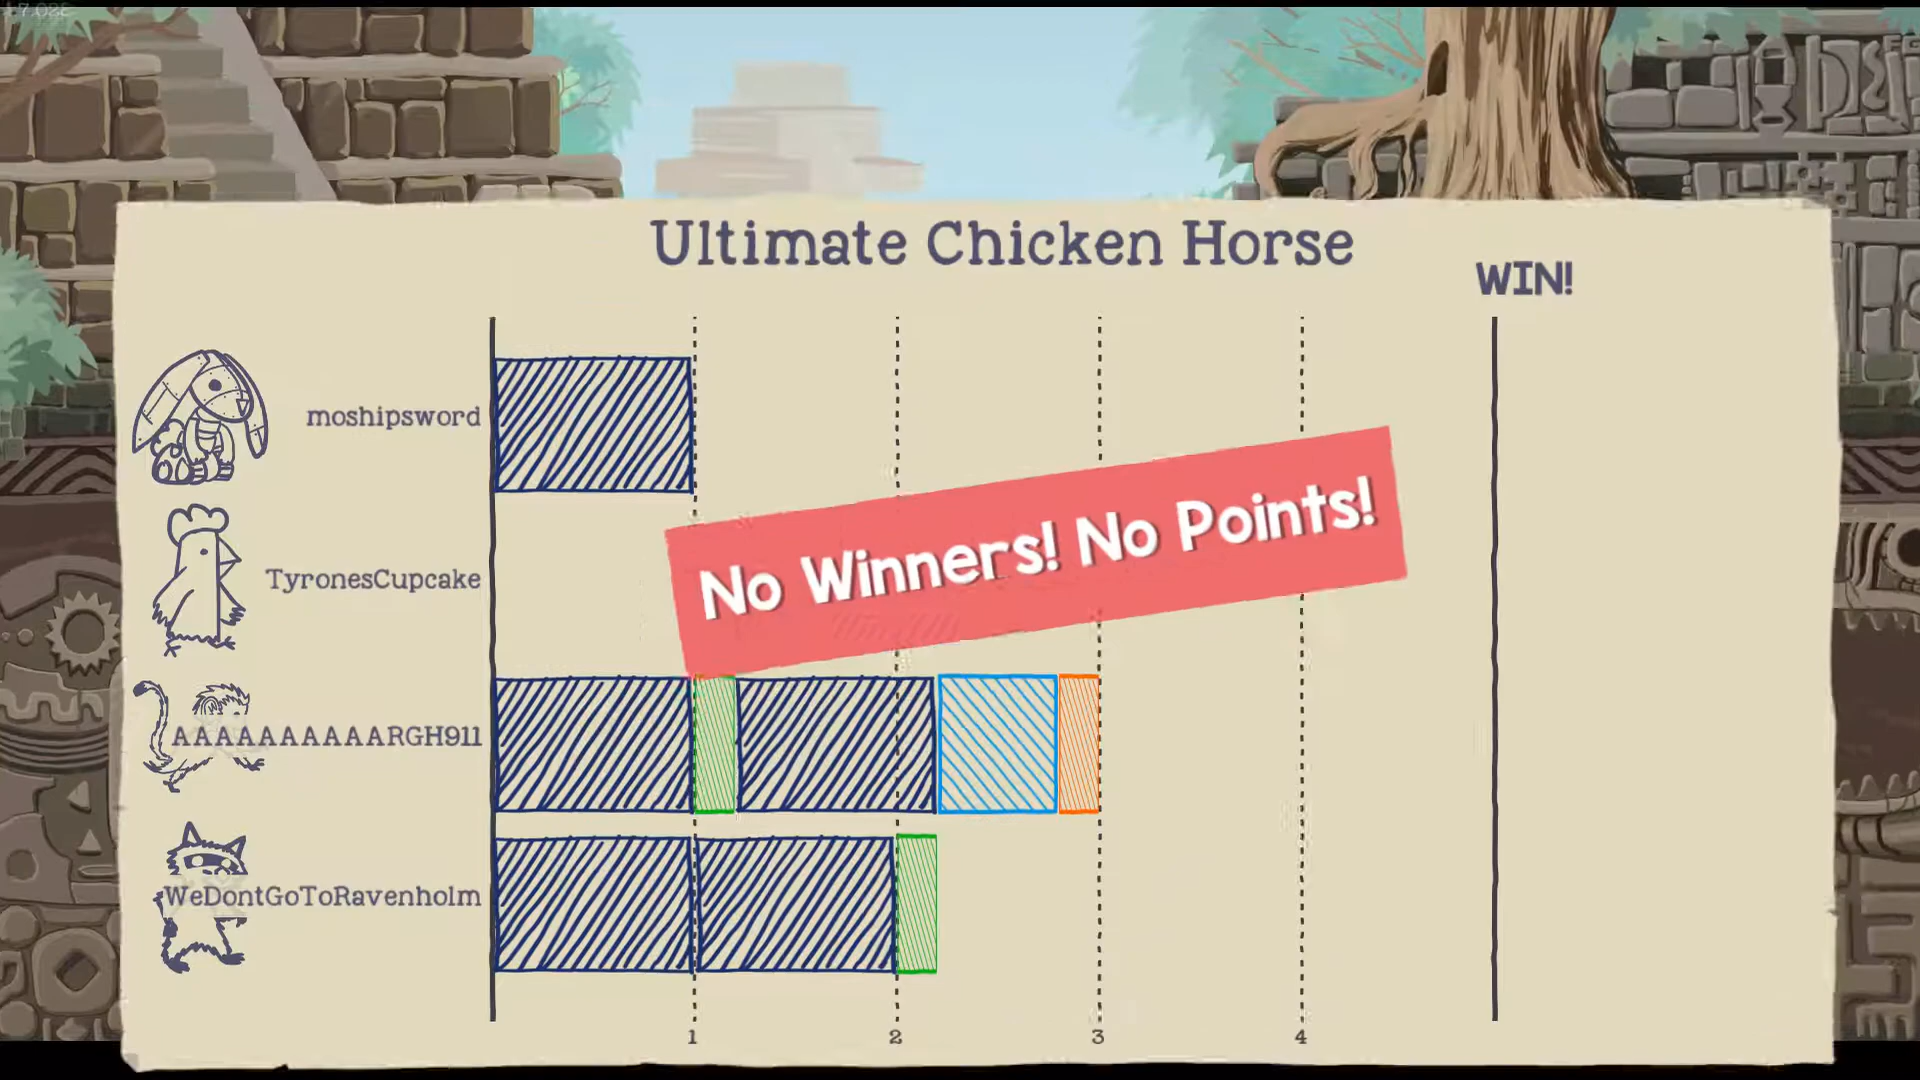 Ultimate Chicken Horse
WIN!
moshipsword
No Winners! No Points!
TyronesCupcake
AAAAAAAAAARGH911
WeDontGoToRavenholm
1 2 3 4